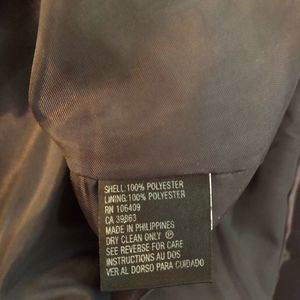 SHELL:100% POLYESTER
LINING:100% POLYESTER
RN 106409
CA 39863
MADE IN PHILIPPINES
DRY CLEAN ONLY Ⓟ
SEE REVERSE FOR CARE
INSTRUCTIONS AU DOS
VER AL DORSO PARA CUIDADO